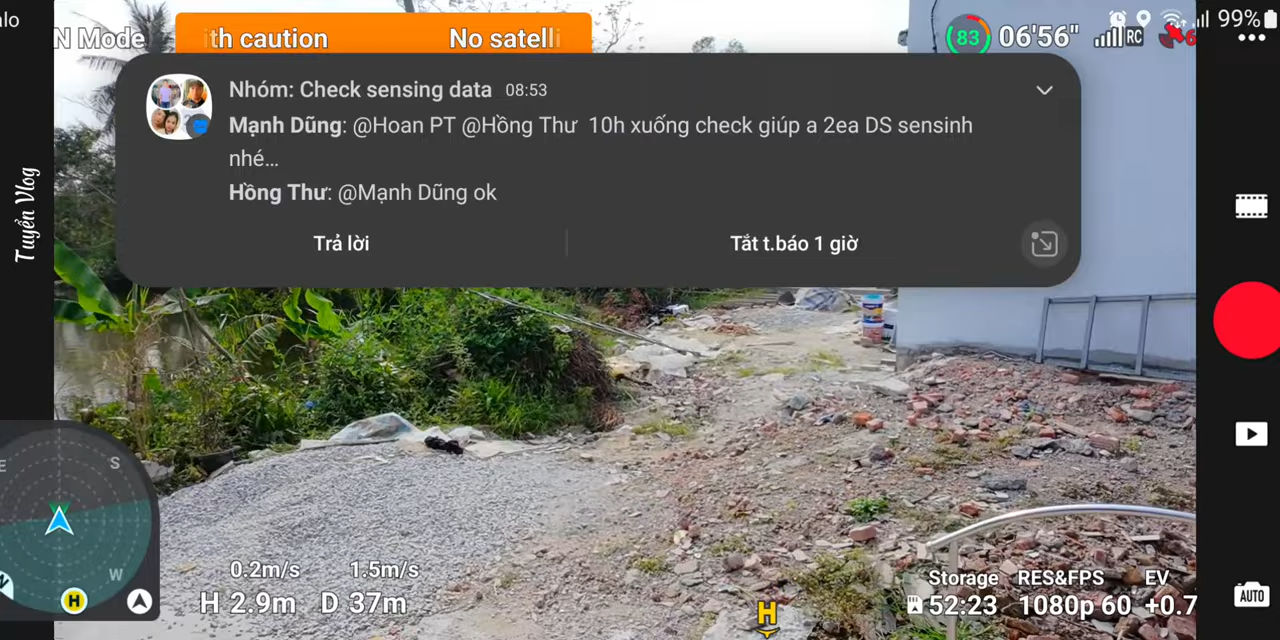 alo
N Mode
ith caution No satelli
83 06'56" RC 6 99%
Nhóm: Check sensing data 08:53
Mạnh Dũng: @Hoan PT @Hồng Thư 10h xuống check giúp a 2ea DS sensinh
nhé…
Hồng Thư: @Mạnh Dũng ok
Trả lời Tắt t.báo 1 giờ
Tuyển Vlog
E S
W
N
H
0.2m/s 1.5m/s
H 2.9m D 37m
H
Storage RES&FPS EV
52:23 1080p 60 +0.7
AUTO